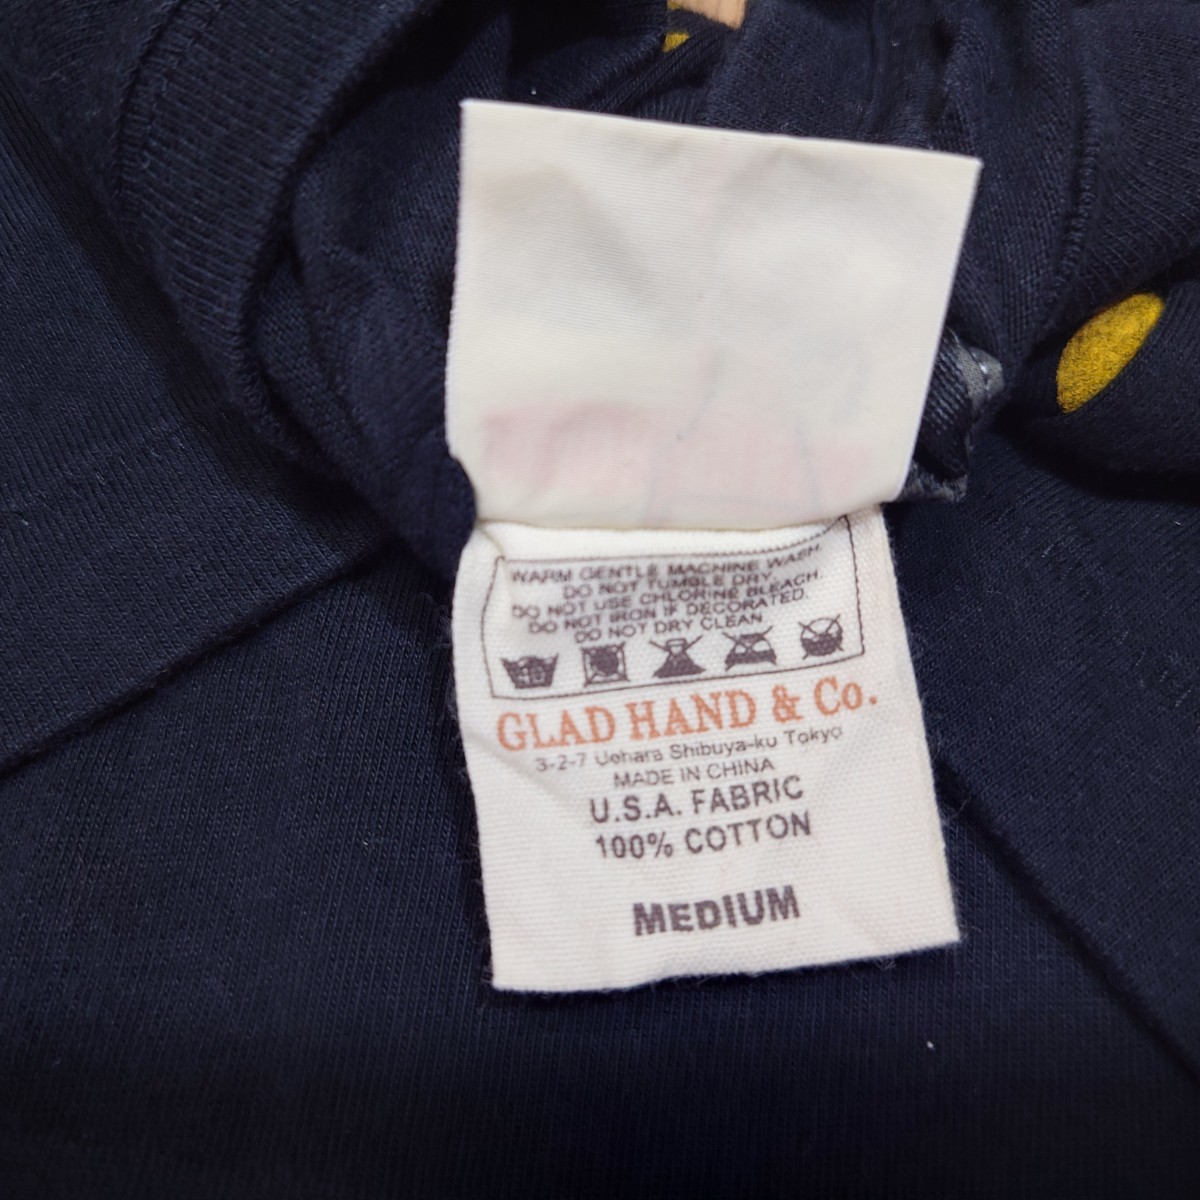 WARM GENTLE MACHINE WASH.
DO NOT TUMBLE DRY.
DO NOT USE CHLORINE BLEACH.
DO NOT IRON IF DECORATED.
DO NOT DRY CLEAN
40
GLAD HAND & Co.
3-2-7 Uehara Shibuya-ku Tokyo
MADE IN CHINA
U.S.A. FABRIC
100% COTTON
MEDIUM